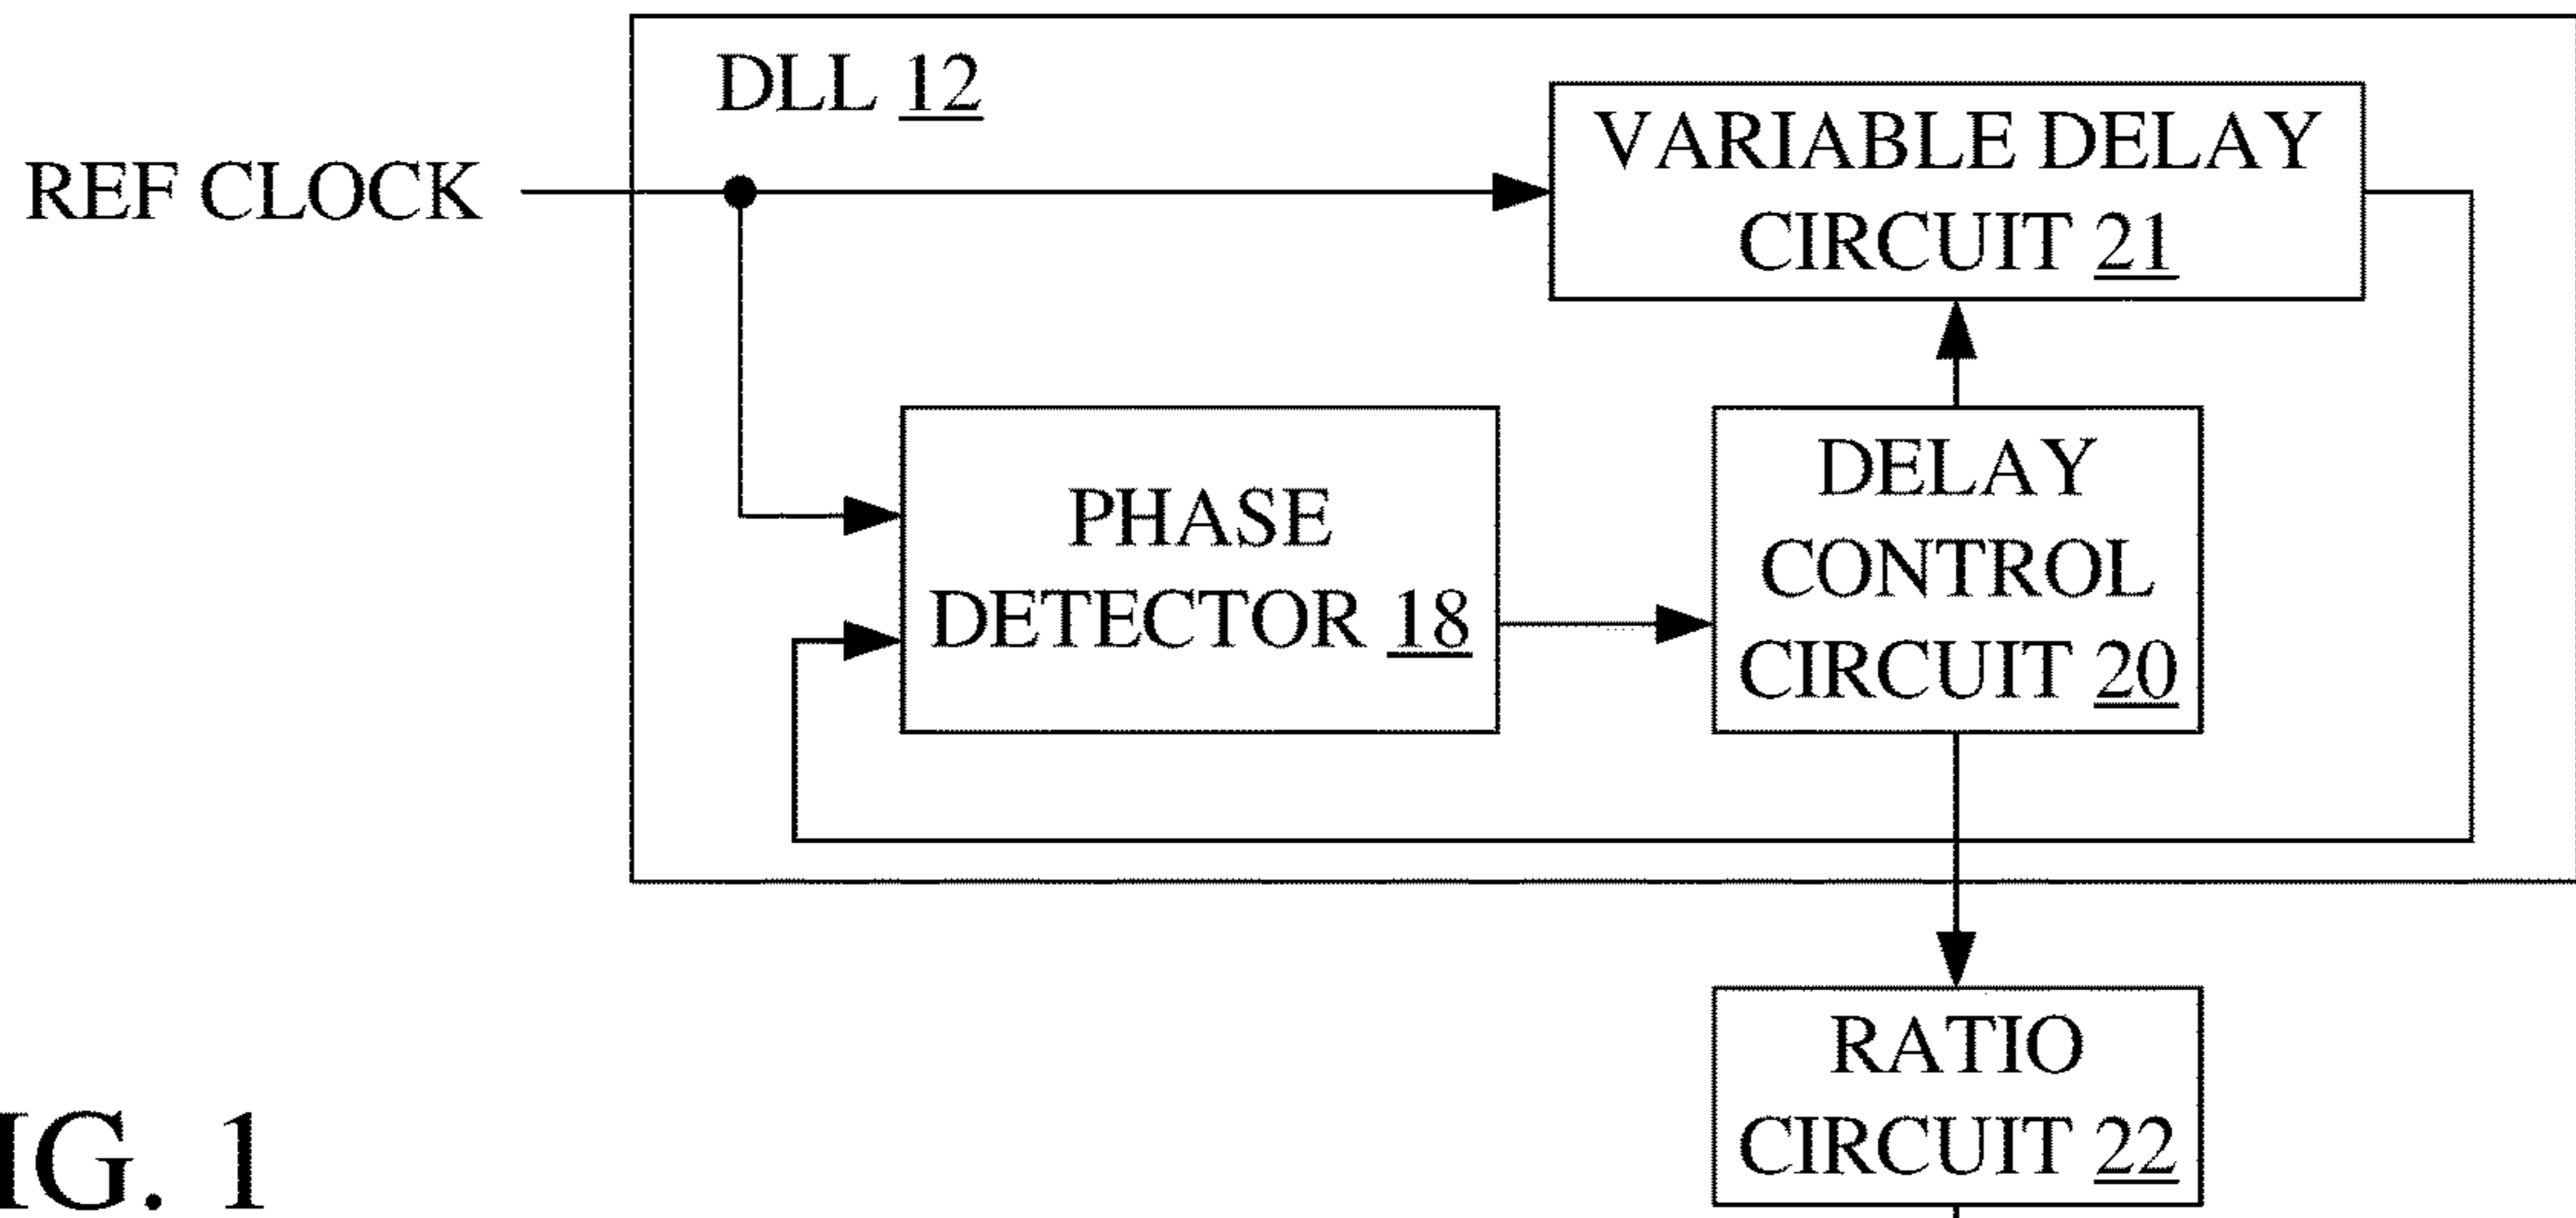 DLL 12
REF CLOCK
VARIABLE DELAY
CIRCUIT 21
PHASE
DETECTOR 18
DELAY
CONTROL
CIRCUIT 20
RATIO
CIRCUIT 22
IG. 1